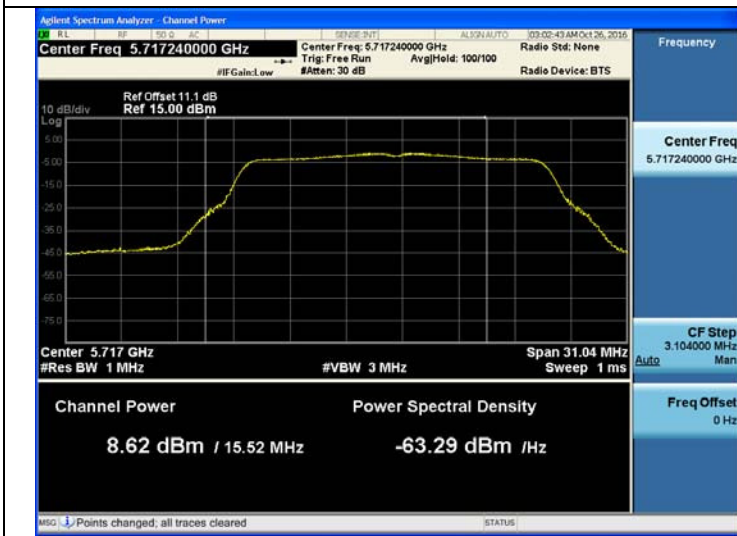 Agilent Spectrum Analyzer - Channel Power
RL RF 50 Ω AC SENSE:INT ALIGN AUTO 03:02:43 AM Oct 26, 2016
Center Freq 5.717240000 GHz
Center Freq: 5.717240000 GHz Radio Std: None
Trig: Free Run Avg|Hold: 100/100
#IFGain:Low #Atten: 30 dB Radio Device: BTS
Ref Offset 11.1 dB
10 dB/div Ref 15.00 dBm
Log
5.00
-5.00
-15.0
-25.0
-35.0
-45.0
-55.0
-65.0
-75.0
Center 5.717 GHz Span 31.04 MHz
#Res BW 1 MHz #VBW 3 MHz Sweep 1 ms
Channel Power Power Spectral Density
8.62 dBm / 15.52 MHz -63.29 dBm /Hz
MSG Points changed; all traces cleared STATUS
Frequency
Center Freq
5.717240000 GHz
CF Step
3.104000 MHz
Auto Man
Freq Offset
0 Hz